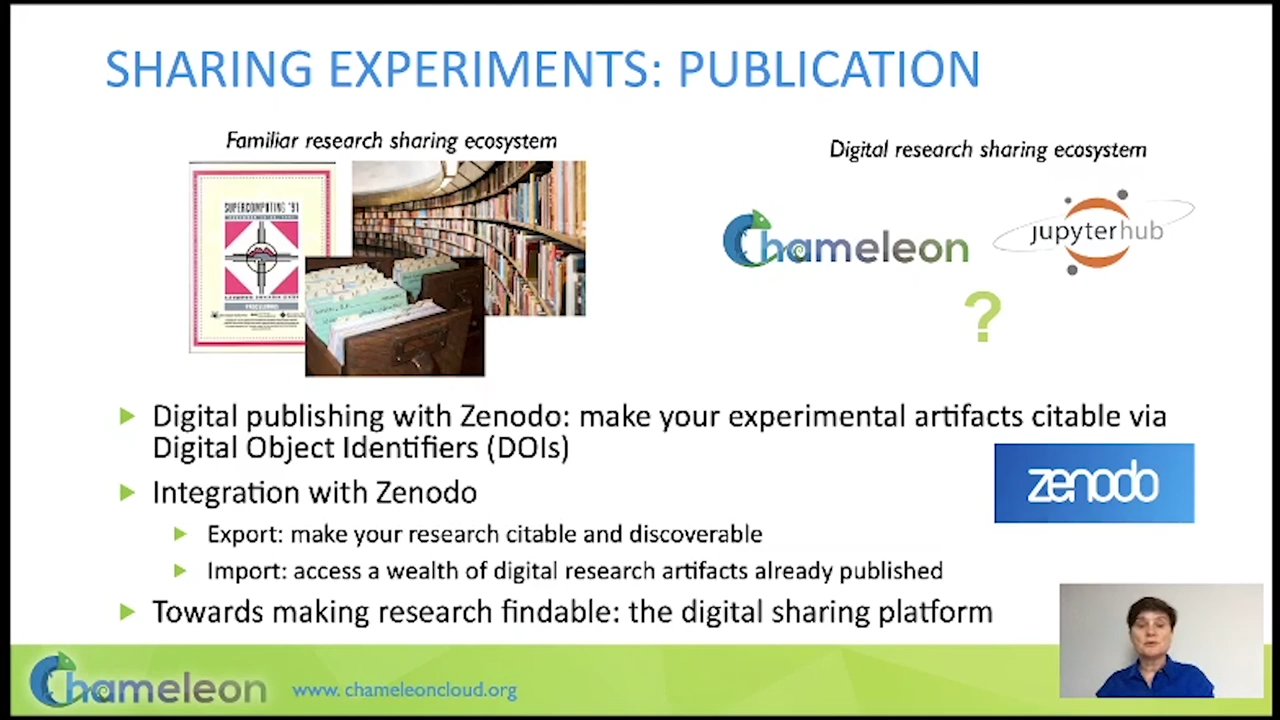 SHARING EXPERIMENTS: PUBLICATION
Familiar research sharing ecosystem
Digital research sharing ecosystem
SUPERCOMPUTING '91
Chameleon
jupyterhub
?
Digital publishing with Zenodo: make your experimental artifacts citable via
Digital Object Identifiers (DOIs)
Integration with Zenodo
zenodo
Export: make your research citable and discoverable
Import: access a wealth of digital research artifacts already published
Towards making research findable: the digital sharing platform
Chameleon
www. chameleoncloud.org